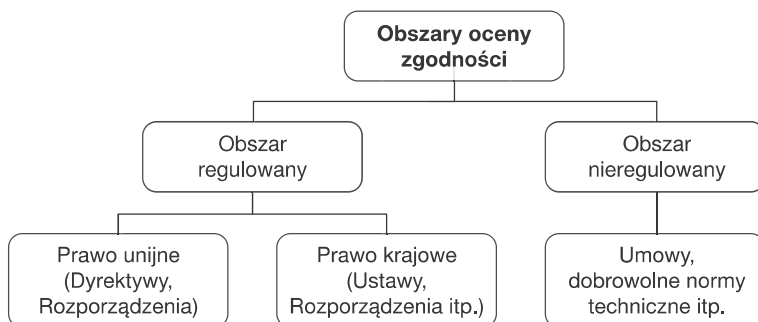 Obszary oceny
zgodności
Obszar
regulowany
Obszar
nieregulowany
Prawo unijne
(Dyrektywy,
Rozporządzenia)
Prawo krajowe
(Ustawy,
Rozporządzenia itp.)
Umowy,
dobrowolne normy
techniczne itp.